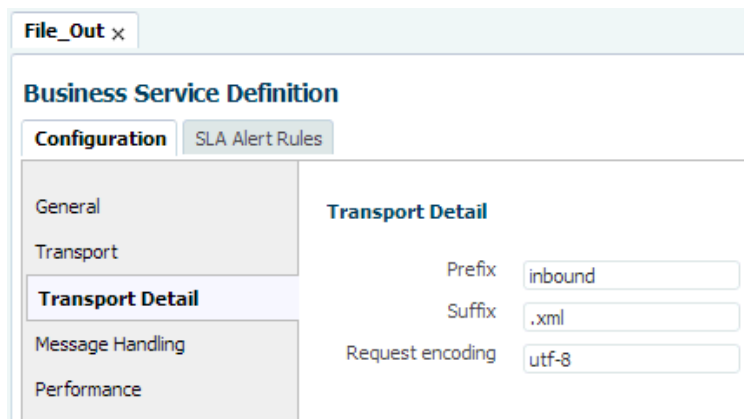 File_Out ×
Business Service Definition
Configuration SLA Alert Rules
General
Transport
Transport Detail
Message Handling
Performance
Transport Detail
Prefix inbound
Suffix .xml
Request encoding utf-8